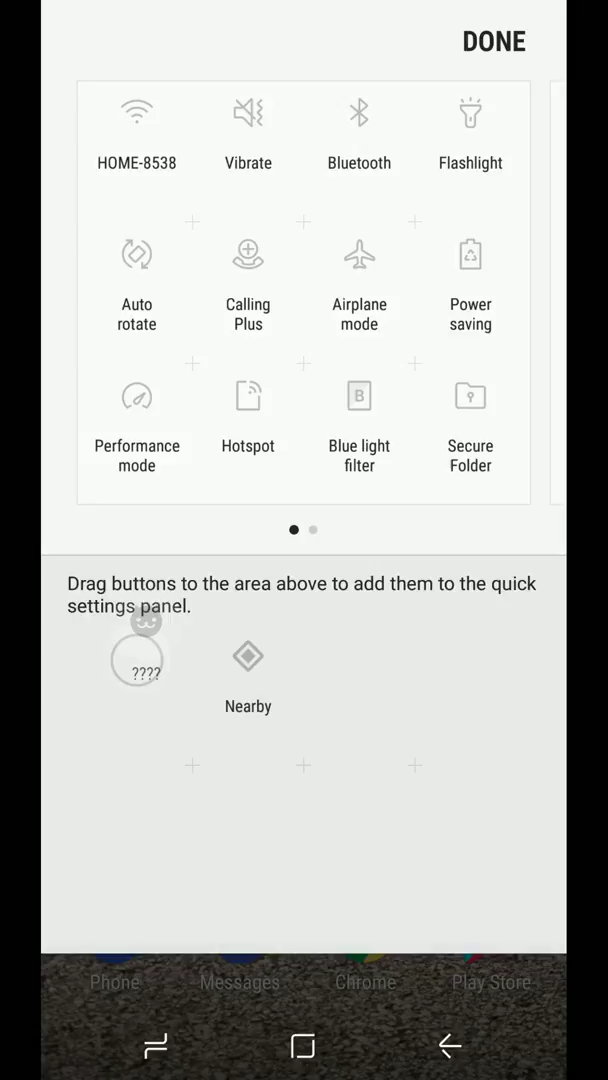 DONE
HOME-8538
Vibrate
Bluetooth
Flashlight
Auto
rotate
Calling
Plus
Airplane
mode
Power
saving
Performance
mode
Hotspot
B
Blue light
filter
Secure
Folder
Drag buttons to the area above to add them to the quick
settings panel.
????
Nearby
Phone
Messages
Chrome
Play Store